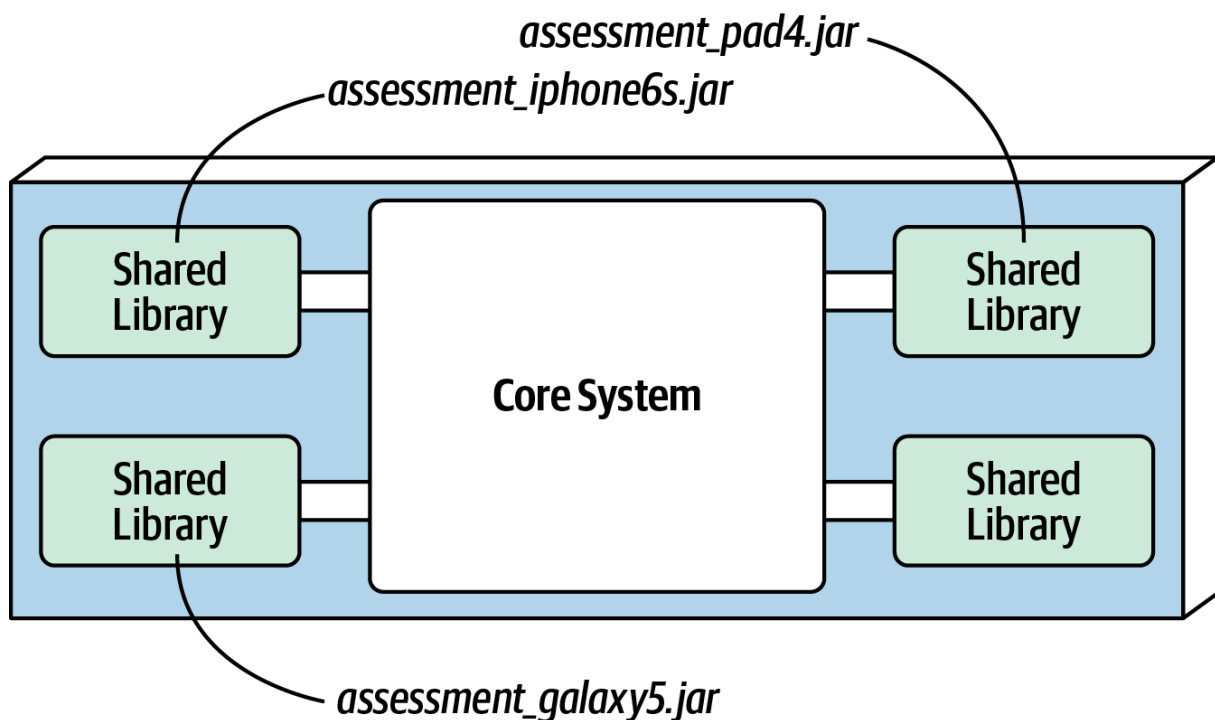 assessment_pad4.jar
assessment_iphone6s.jar
Shared
Library
Core System
Shared
Library
Shared
Library
Shared
Library
assessment_galaxy5.jar